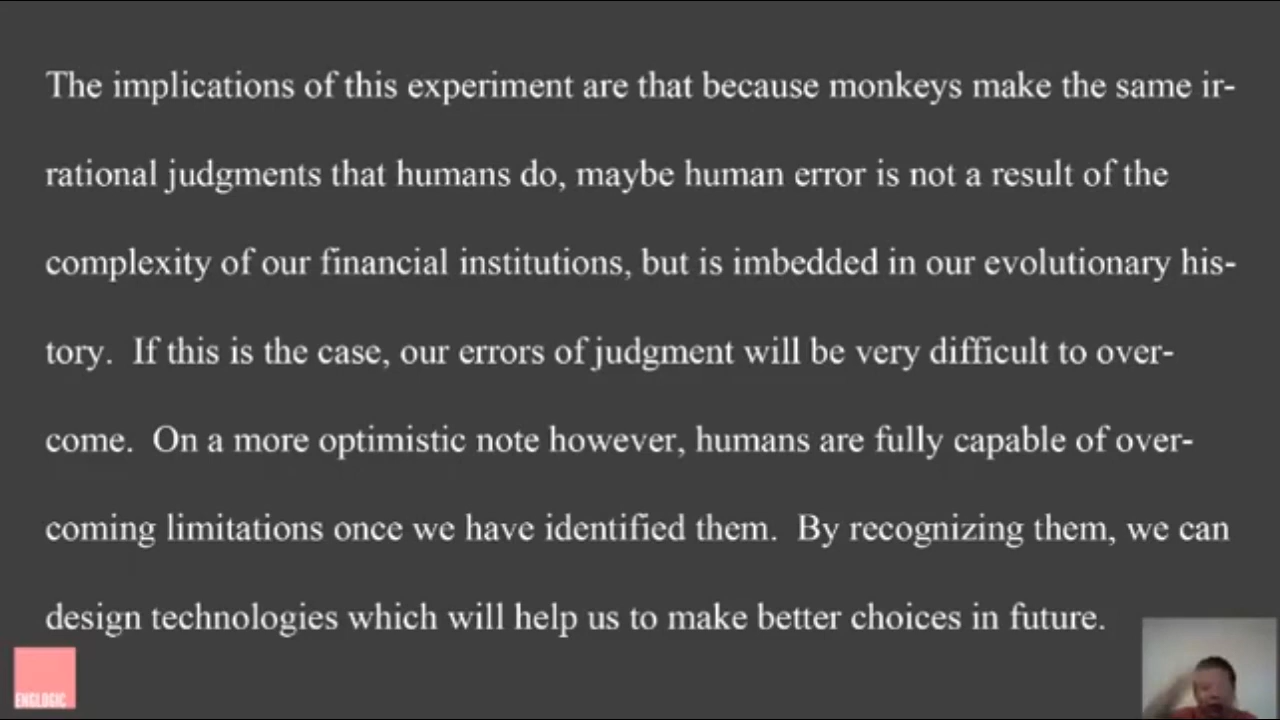 The implications of this experiment are that because monkeys make the same ir-
rational judgments that humans do, maybe human error is not a result of the
complexity of our financial institutions, but is imbedded in our evolutionary his-
tory.  If this is the case, our errors of judgment will be very difficult to over-
come.  On a more optimistic note however, humans are fully capable of over-
coming limitations once we have identified them.  By recognizing them, we can
design technologies which will help us to make better choices in future.
ENGLOGIC